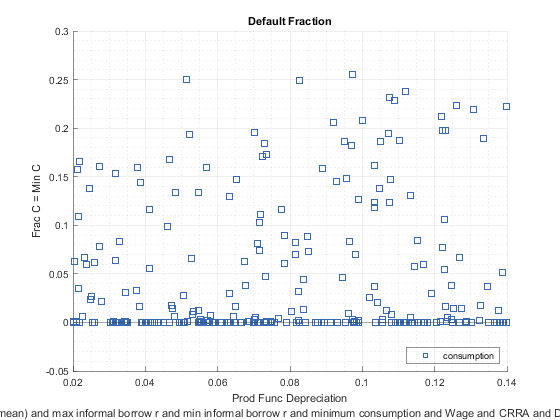 Default Fraction
0.3
0.25
0.2
0.15
0.1
0.05
0
-0.05
Frac C = Min C
consumption
0.02 0.04 0.06 0.08 0.1 0.12 0.14
Prod Func Depreciation
mean) and max informal borrow r and min informal borrow r and minimum consumption and Wage and CRRA and